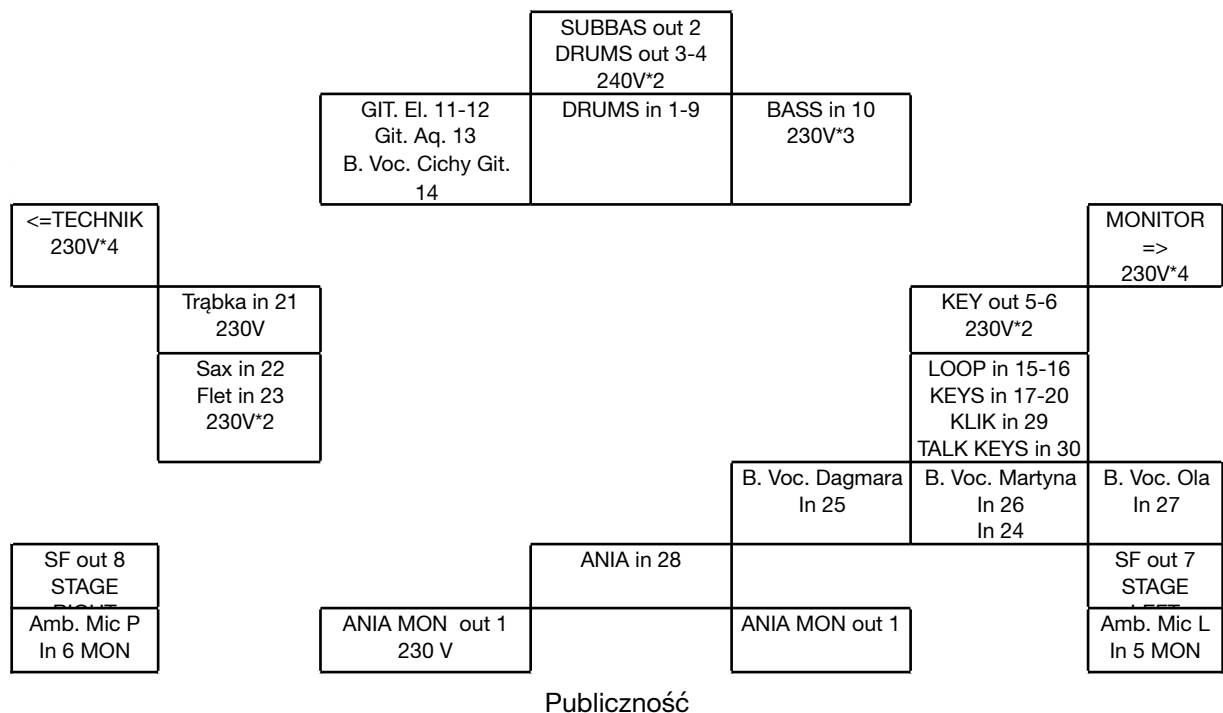 SUBBAS out 2
DRUMS out 3-4
240V*2
GIT. El. 11-12
Git. Aq. 13
B. Voc. Cichy Git.
14
DRUMS in 1-9
BASS in 10
230V*3
<=TECHNIK
230V*4
MONITOR
=>
230V*4
Trąbka in 21
230V
KEY out 5-6
230V*2
Sax in 22
Flet in 23
230V*2
LOOP in 15-16
KEYS in 17-20
KLIK in 29
TALK KEYS in 30
B. Voc. Dagmara
In 25
B. Voc. Martyna
In 26
In 24
B. Voc. Ola
In 27
SF out 8
STAGE
RIGHT
ANIA in 28
SF out 7
STAGE
LEFT
Amb. Mic P
In 6 MON
ANIA MON out 1
230 V
ANIA MON out 1
Amb. Mic L
In 5 MON
Publiczność